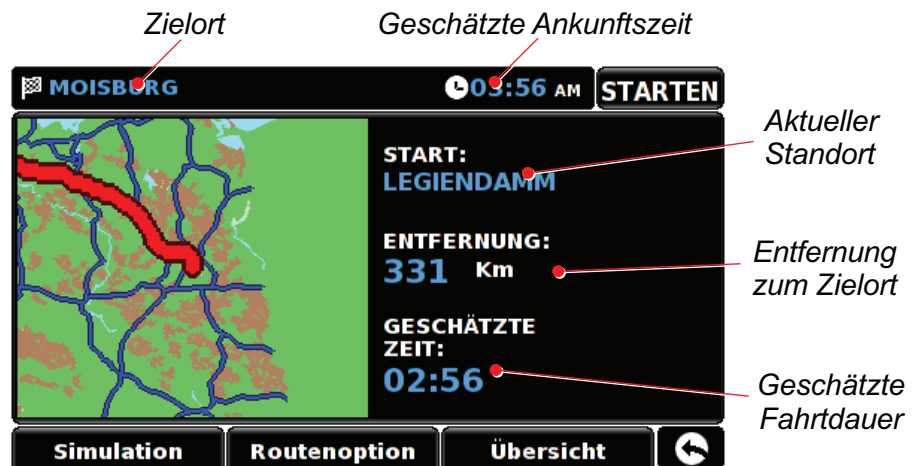 Zielort
Geschätzte Ankunftszeit
MOISBURG
03:56 AM
STARTEN
START:
LEGIENDAMM
Aktueller
Standort
ENTFERNUNG:
331 Km
Entfernung
zum Zielort
GESCHÄTZTE
ZEIT:
02:56
Geschätzte
Fahrtdauer
Simulation
Routenoption
Übersicht